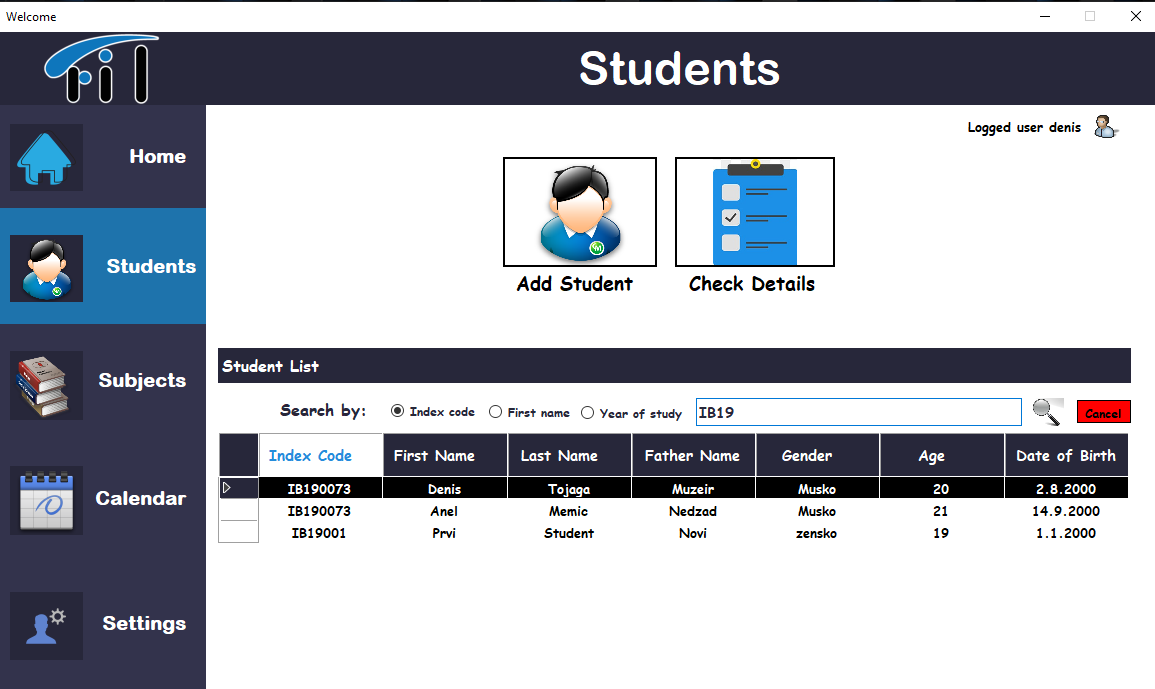 Welcome
FIT
Students
Logged user denis
Home
Students
Subjects
Calendar
Settings
Add Student Check Details
Student List
Search by: Index code First name Year of study IB19 Cancel
Index Code First Name Last Name Father Name Gender Age Date of Birth
IB190073 Denis Tojaga Muzeir Musko 20 2.8.2000
IB190073 Anel Memic Nedzad Musko 21 14.9.2000
IB19001 Prvi Student Novi zensko 19 1.1.2000